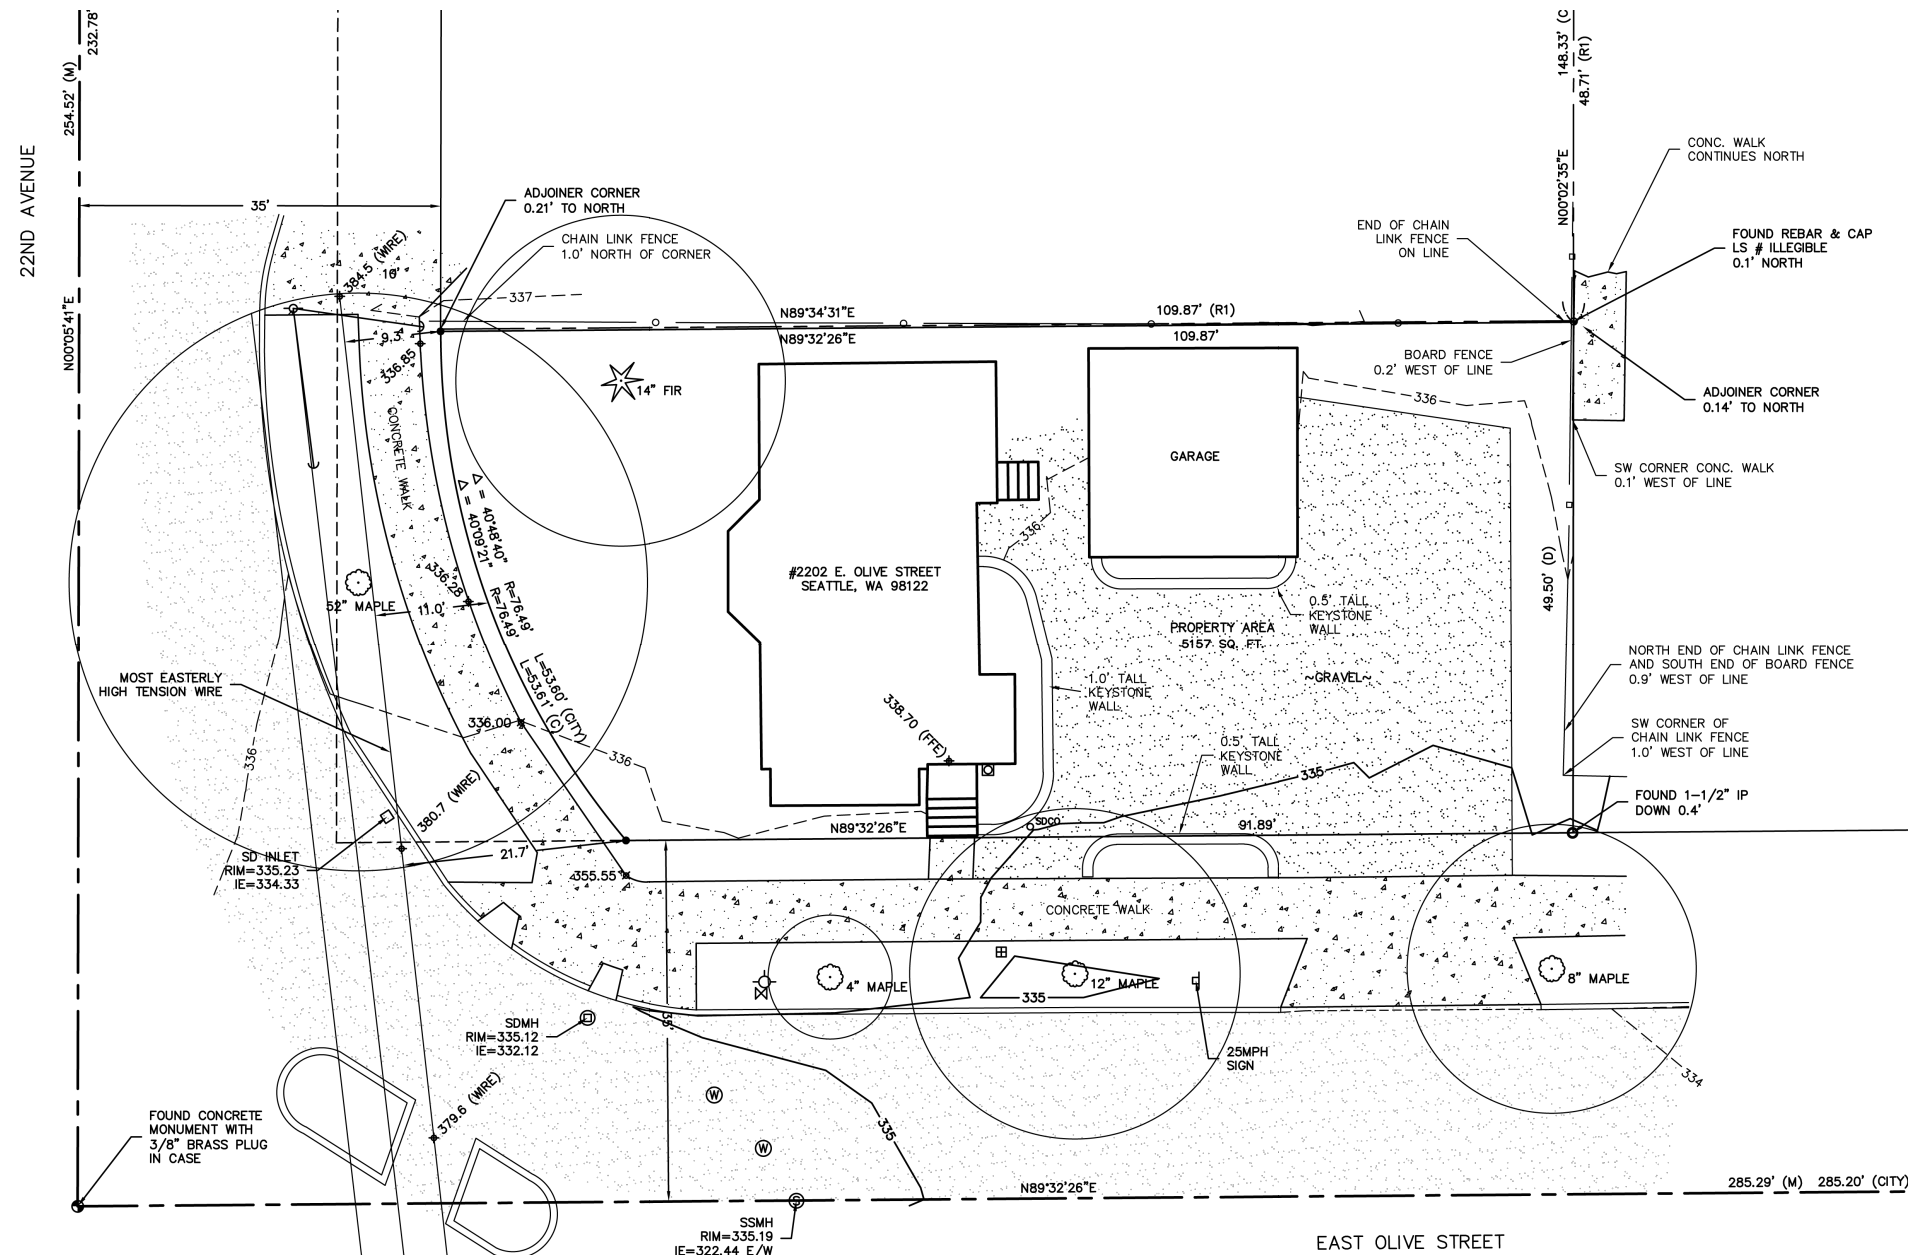 232.78'
254.52' (M)
22ND AVENUE
N00°05'41"E
35'
ADJOINER CORNER
0.21' TO NORTH
CHAIN LINK FENCE
1.0' NORTH OF CORNER
384.5 (WIRE)
10'
337
9.3'
336.85
N89°34'31"E
109.87' (R1)
N89°32'26"E
109.87'
148.33' (C
48.71' (R1)
N00°02'35"E
CONC. WALK
CONTINUES NORTH
END OF CHAIN
LINK FENCE
ON LINE
FOUND REBAR & CAP
LS # ILLEGIBLE
0.1' NORTH
BOARD FENCE
0.2' WEST OF LINE
ADJOINER CORNER
0.14' TO NORTH
336
14" FIR
CONCRETE WALK
GARAGE
SW CORNER CONC. WALK
0.1' WEST OF LINE
Δ = 40°48'40" R=76.49'
Δ = 40°09'21" R=76.49'
L=53.60' (CITY)
L=53.61' (C)
336
#2202 E. OLIVE STREET
SEATTLE, WA 98122
49.50' (D)
336.28
52" MAPLE
11.0'
0.5' TALL
KEYSTONE
WALL
PROPERTY AREA
5157 SQ. FT.
~GRAVEL~
NORTH END OF CHAIN LINK FENCE
AND SOUTH END OF BOARD FENCE
0.9' WEST OF LINE
MOST EASTERLY
HIGH TENSION WIRE
1.0' TALL
KEYSTONE
WALL
338.70 (FFE)
336.00
336
336
0.5' TALL
KEYSTONE
WALL
SW CORNER OF
CHAIN LINK FENCE
1.0' WEST OF LINE
335
380.7 (WIRE)
FOUND 1-1/2" IP
DOWN 0.4'
N89°32'26"E
SDCO
91.89'
21.7'
SD INLET
RIM=335.23
IE=334.33
355.55
CONCRETE WALK
4" MAPLE
12" MAPLE
8" MAPLE
335
35'
SDMH
RIM=335.12
IE=332.12
25MPH
SIGN
334
W
W
379.6 (WIRE)
335
FOUND CONCRETE
MONUMENT WITH
3/8" BRASS PLUG
IN CASE
N89°32'26"E
285.29' (M) 285.20' (CITY)
SSMH
RIM=335.19
IE=322.44 E/W
EAST OLIVE STREET